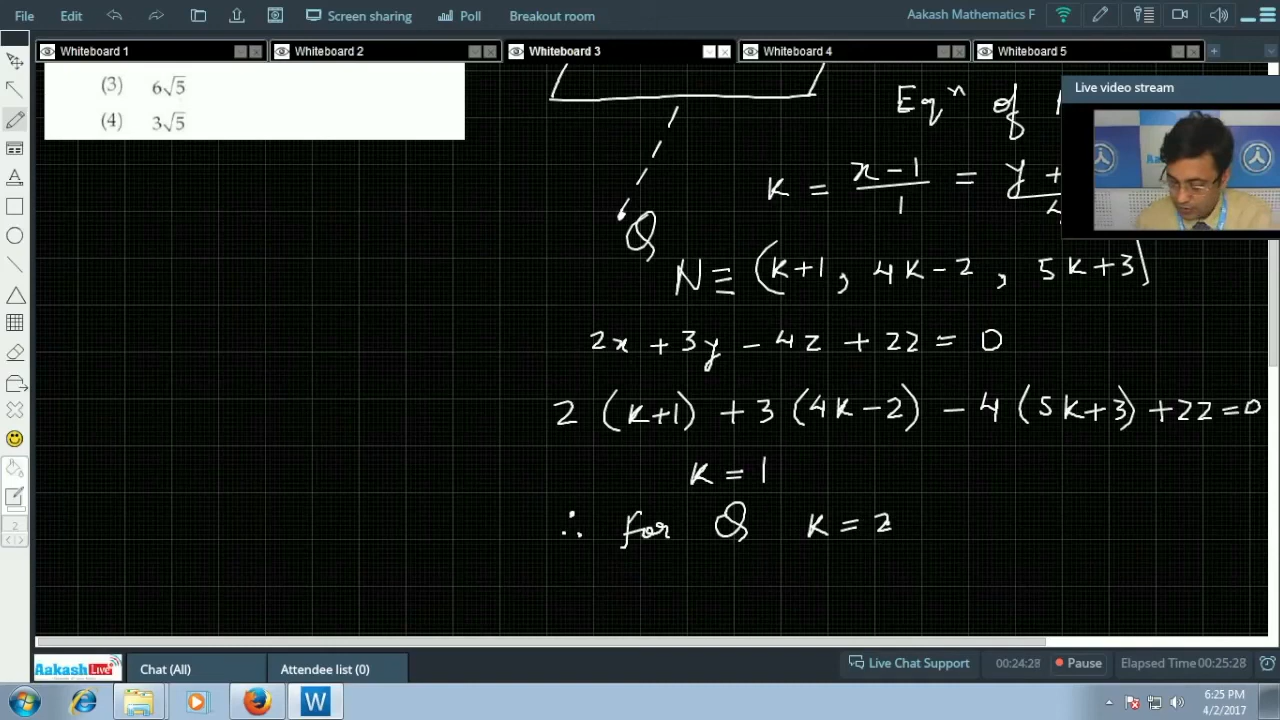 File Edit Screen sharing Poll Breakout room Aakash Mathematics F
Whiteboard 1 Whiteboard 2 Whiteboard 3 Whiteboard 4 Whiteboard 5
Live video stream
(3) 6√5
(4) 3√5
Eqⁿ of
K = x-1/1 = y+
Q
N ≡ (K+1, 4K-2, 5K+3)
2x + 3y - 4z + 22 = 0
2 (K+1) + 3 (4K-2) - 4 (5K+3) + 22 = 0
K = 1
∴ for Q K = 2
2
Aakash Live Chat (All) Attendee list (0) Live Chat Support 00:24:28 Pause Elapsed Time 00:25:28
W 6:25 PM
4/2/2017